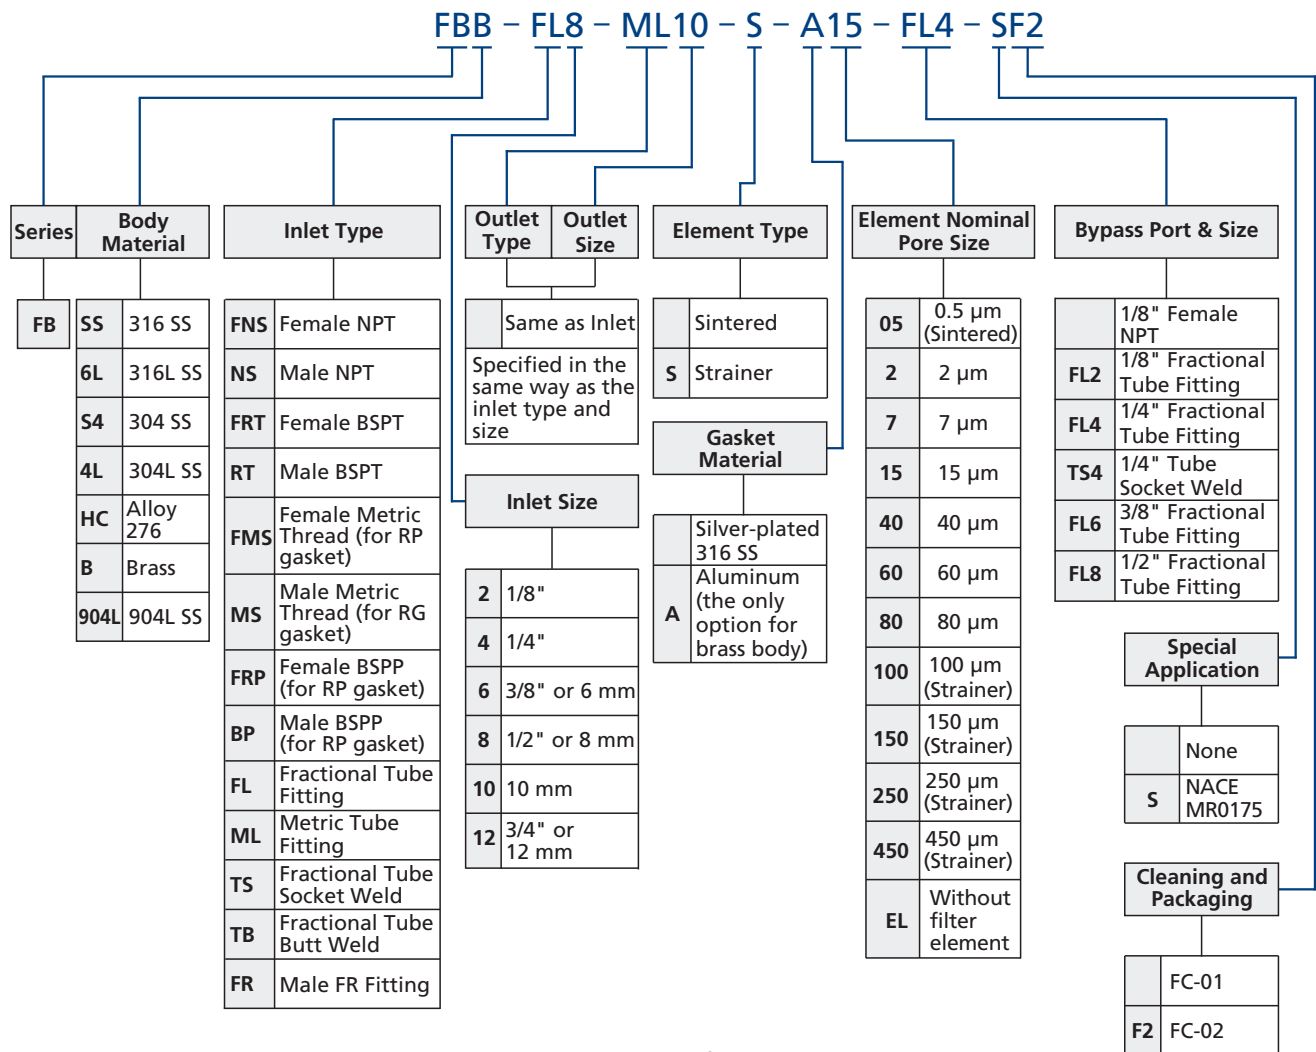 FBB – FL8 – ML10 – S – A15 – FL4 – SF2
Series
Body
Material
Inlet Type
Outlet
Type
Outlet
Size
Element Type
Element Nominal
Pore Size
Bypass Port & Size
FB
SS 316 SS
6L 316L SS
S4 304 SS
4L 304L SS
HC Alloy
276
B Brass
904L 904L SS
FNS Female NPT
NS Male NPT
FRT Female BSPT
RT Male BSPT
FMS Female Metric
Thread (for RP
gasket)
MS Male Metric
Thread (for RG
gasket)
FRP Female BSPP
(for RP gasket)
BP Male BSPP
(for RP gasket)
FL Fractional Tube
Fitting
ML Metric Tube
Fitting
TS Fractional Tube
Socket Weld
TB Fractional Tube
Butt Weld
FR Male FR Fitting
Same as Inlet
Specified in the
same way as the
inlet type and
size
Inlet Size
2 1/8"
4 1/4"
6 3/8" or 6 mm
8 1/2" or 8 mm
10 10 mm
12 3/4" or
12 mm
Sintered
S Strainer
Gasket
Material
Silver-plated
316 SS
A Aluminum
(the only
option for
brass body)
05 0.5 µm
(Sintered)
2 2 µm
7 7 µm
15 15 µm
40 40 µm
60 60 µm
80 80 µm
100 100 µm
(Strainer)
150 150 µm
(Strainer)
250 250 µm
(Strainer)
450 450 µm
(Strainer)
EL Without
filter
element
1/8" Female
NPT
FL2 1/8" Fractional
Tube Fitting
FL4 1/4" Fractional
Tube Fitting
TS4 1/4" Tube
Socket Weld
FL6 3/8" Fractional
Tube Fitting
FL8 1/2" Fractional
Tube Fitting
Special
Application
None
S NACE
MR0175
Cleaning and
Packaging
FC-01
F2 FC-02